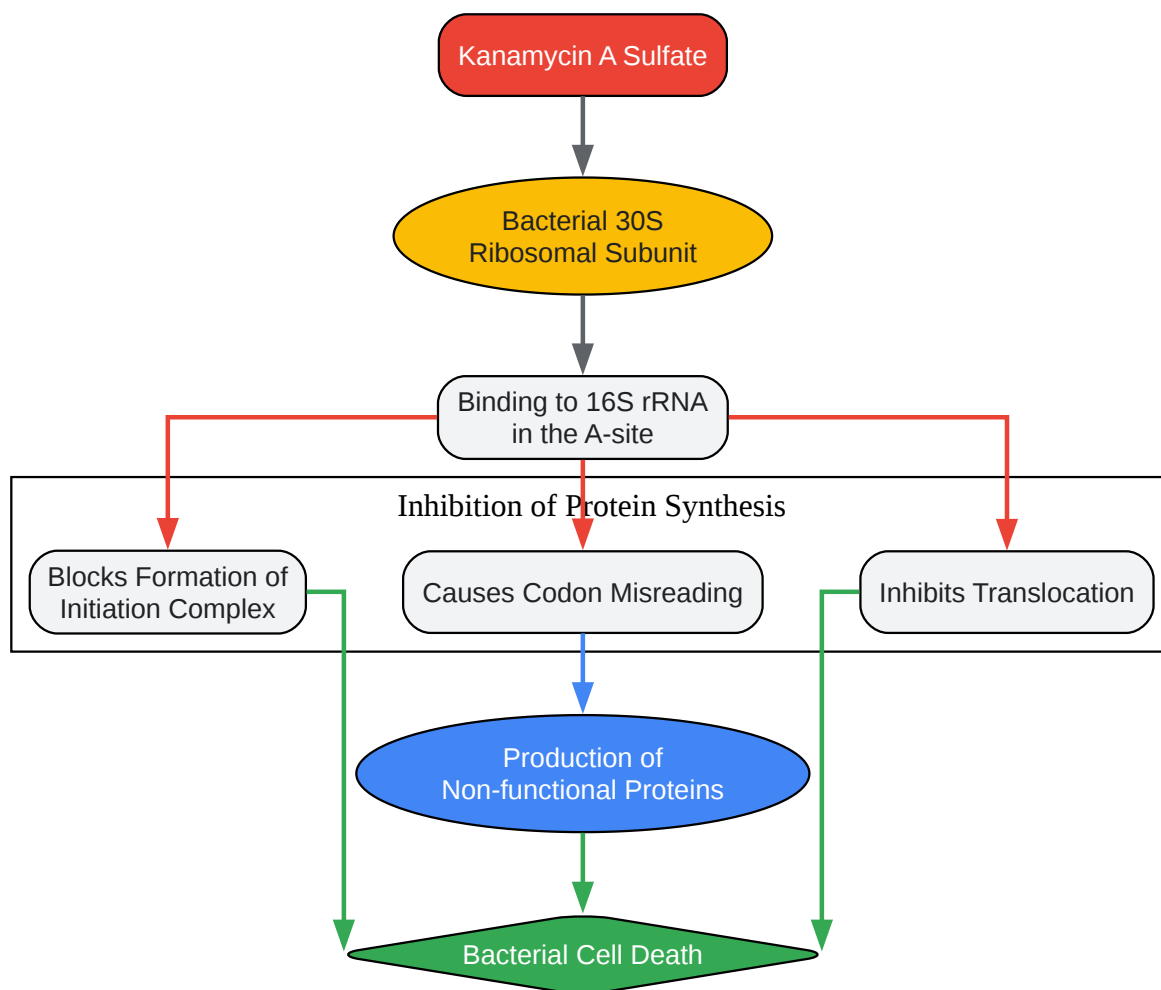 Kanamycin A Sulfate
Bacterial 30S
Ribosomal Subunit
Binding to 16S rRNA
in the A-site
Inhibition of Protein Synthesis
Blocks Formation of
Initiation Complex
Causes Codon Misreading
Inhibits Translocation
Production of
Non-functional Proteins
Bacterial Cell Death